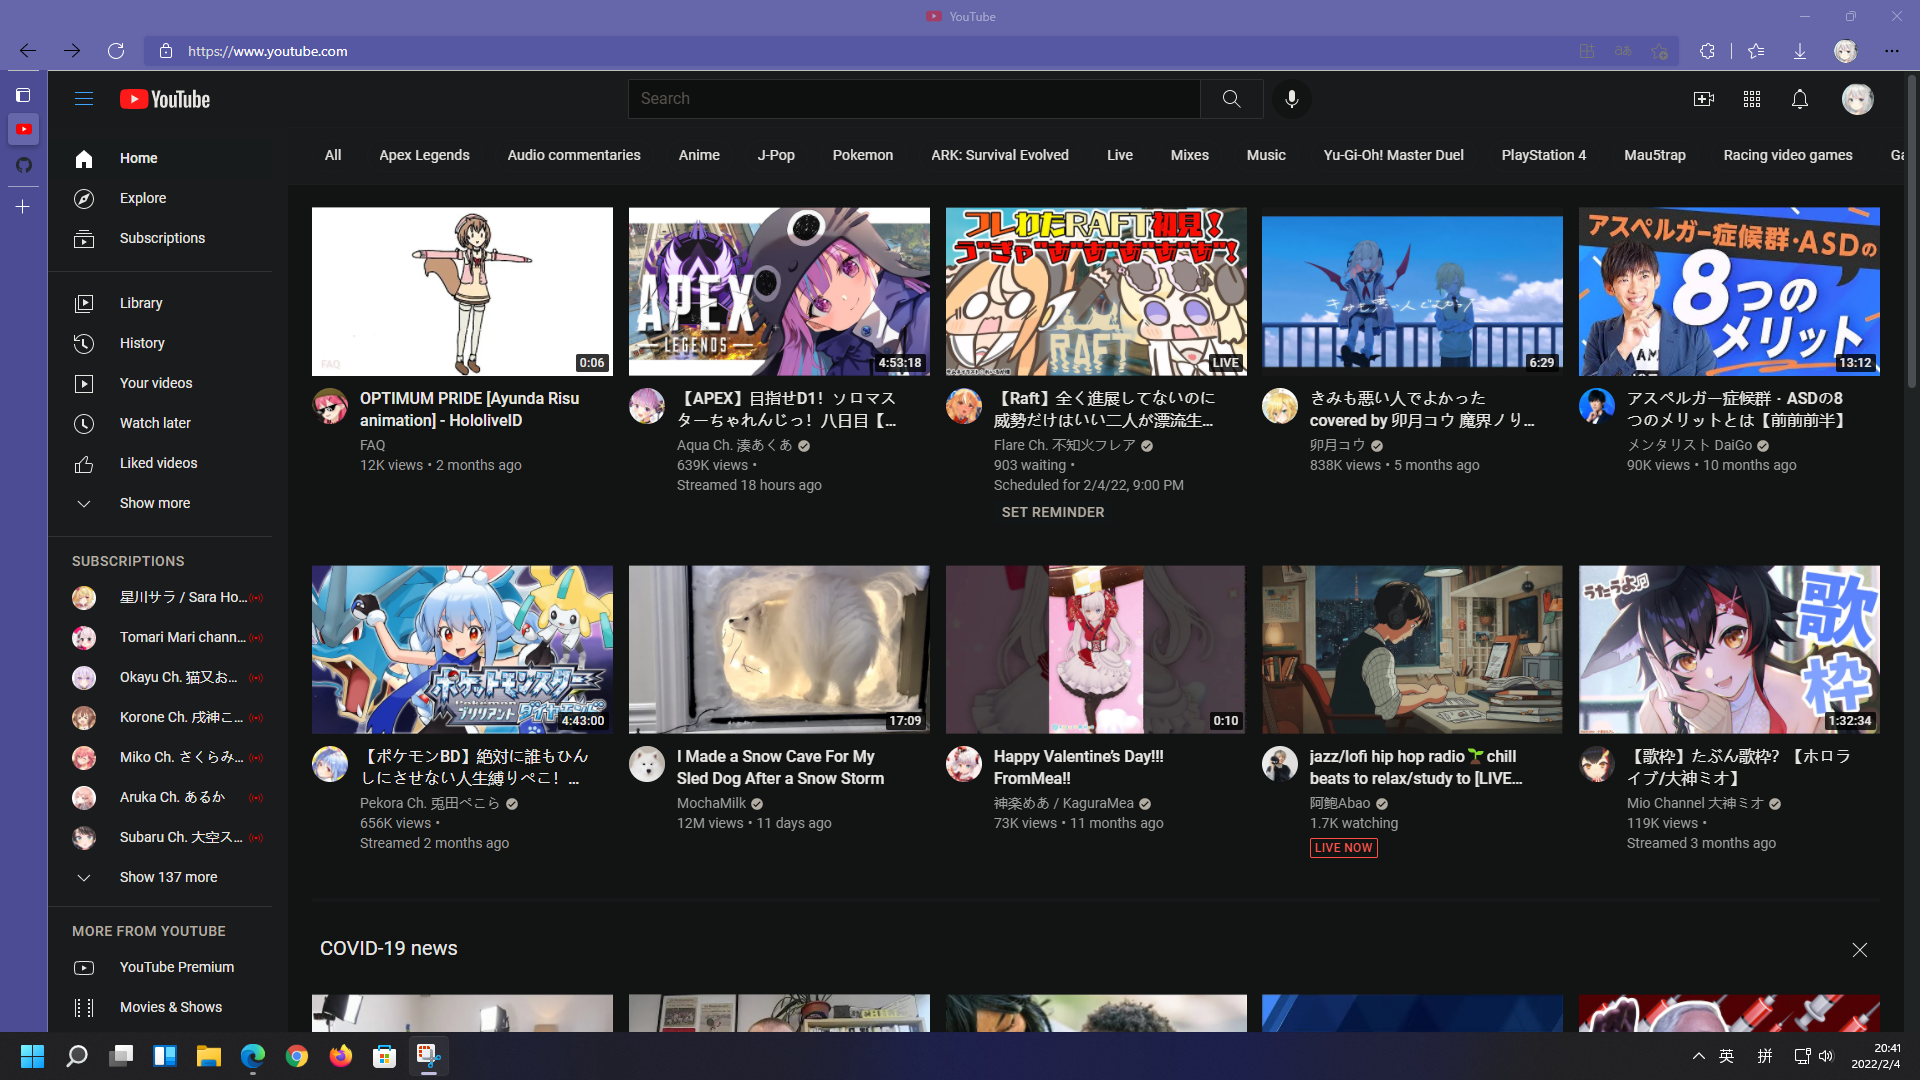 YouTube
https://www.youtube.com
YouTube
Search
Home
Explore
Subscriptions
Library
History
Your videos
Watch later
Liked videos
Show more
SUBSCRIPTIONS
星川サラ / Sara Ho...
Tomari Mari chann...
Okayu Ch. 猫又お...
Korone Ch. 戌神こ...
Miko Ch. さくらみ...
Aruka Ch. あるか
Subaru Ch. 大空ス...
Show 137 more
MORE FROM YOUTUBE
YouTube Premium
Movies & Shows
All Apex Legends Audio commentaries Anime J-Pop Pokemon ARK: Survival Evolved Live Mixes Music Yu-Gi-Oh! Master Duel PlayStation 4 Mau5trap Racing video games Ga
FAQ
0:06
OPTIMUM PRIDE [Ayunda Risu
animation] - HololiveID
FAQ
12K views • 2 months ago
APEX
LEGENDS
4:53:18
【APEX】目指せD1！ソロマス
ターちゃれんじっ！八日目【...
Aqua Ch. 湊あくあ
639K views •
Streamed 18 hours ago
フレわたRAFT初見！
う゛ぎゃ゛あ゛あ゛あ゛あ゛あ゛!
RAFT
LIVE
【Raft】全く進展してないのに
威勢だけはいい二人が漂流生...
Flare Ch. 不知火フレア
903 waiting •
Scheduled for 2/4/22, 9:00 PM
SET REMINDER
きみも悪い人でよかった
6:29
きみも悪い人でよかった
covered by 卯月コウ 魔界ノり...
卯月コウ
838K views • 5 months ago
アスペルガー症候群・ASDの
8つの
メリット
13:12
アスペルガー症候群・ASDの8
つのメリットとは【前前前半】
メンタリスト DaiGo
90K views • 10 months ago
ポケットモンスター
Pokémon
ブリリアントダイヤモンド
4:43:00
【ポケモンBD】絶対に誰もひん
しにさせない人生縛りぺこ！...
Pekora Ch. 兎田ぺこら
656K views •
Streamed 2 months ago
17:09
I Made a Snow Cave For My
Sled Dog After a Snow Storm
MochaMilk
12M views • 11 days ago
0:10
Happy Valentine's Day!!!
FromMea!!
神楽めあ / KaguraMea
73K views • 11 months ago
jazz/lofi hip hop radio🌱chill
beats to relax/study to [LIVE...
阿鲍Abao
1.7K watching
LIVE NOW
うたうよ♫
歌枠
1:32:34
【歌枠】たぶん歌枠？【ホロラ
イブ/大神ミオ】
Mio Channel 大神ミオ
119K views •
Streamed 3 months ago
COVID-19 news
CHILL
英 拼
20:41
2022/2/4